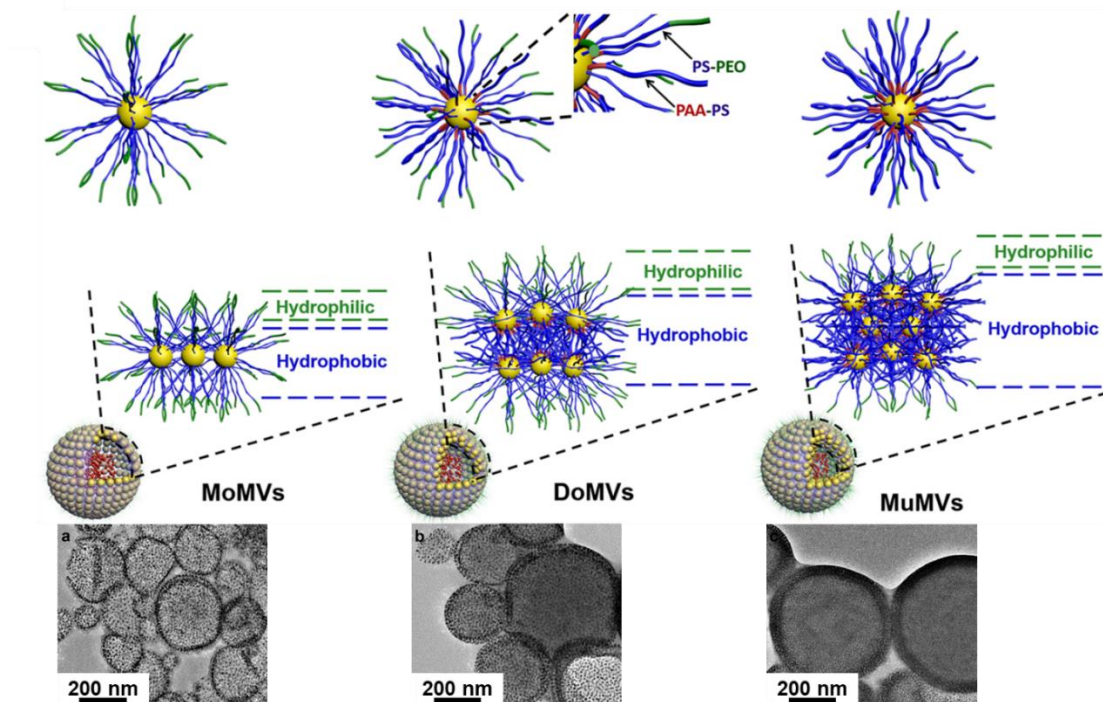 PS-PEO
PAA-PS
Hydrophilic
Hydrophobic
Hydrophilic
Hydrophobic
Hydrophilic
Hydrophobic
MoMVs
DoMVs
MuMVs
a
b
c
200 nm
200 nm
200 nm